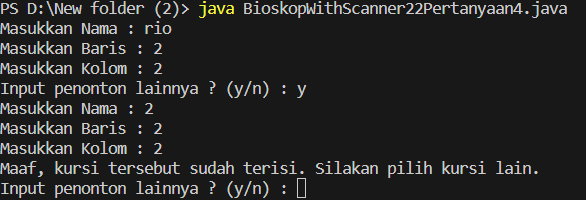 PS D:\New folder (2)> java BioskopWithScanner22Pertanyaan4.java
Masukkan Nama : rio
Masukkan Baris : 2
Masukkan Kolom : 2
Input penonton lainnya ? (y/n) : y
Masukkan Nama : 2
Masukkan Baris : 2
Masukkan Kolom : 2
Maaf, kursi tersebut sudah terisi. Silakan pilih kursi lain.
Input penonton lainnya ? (y/n) :